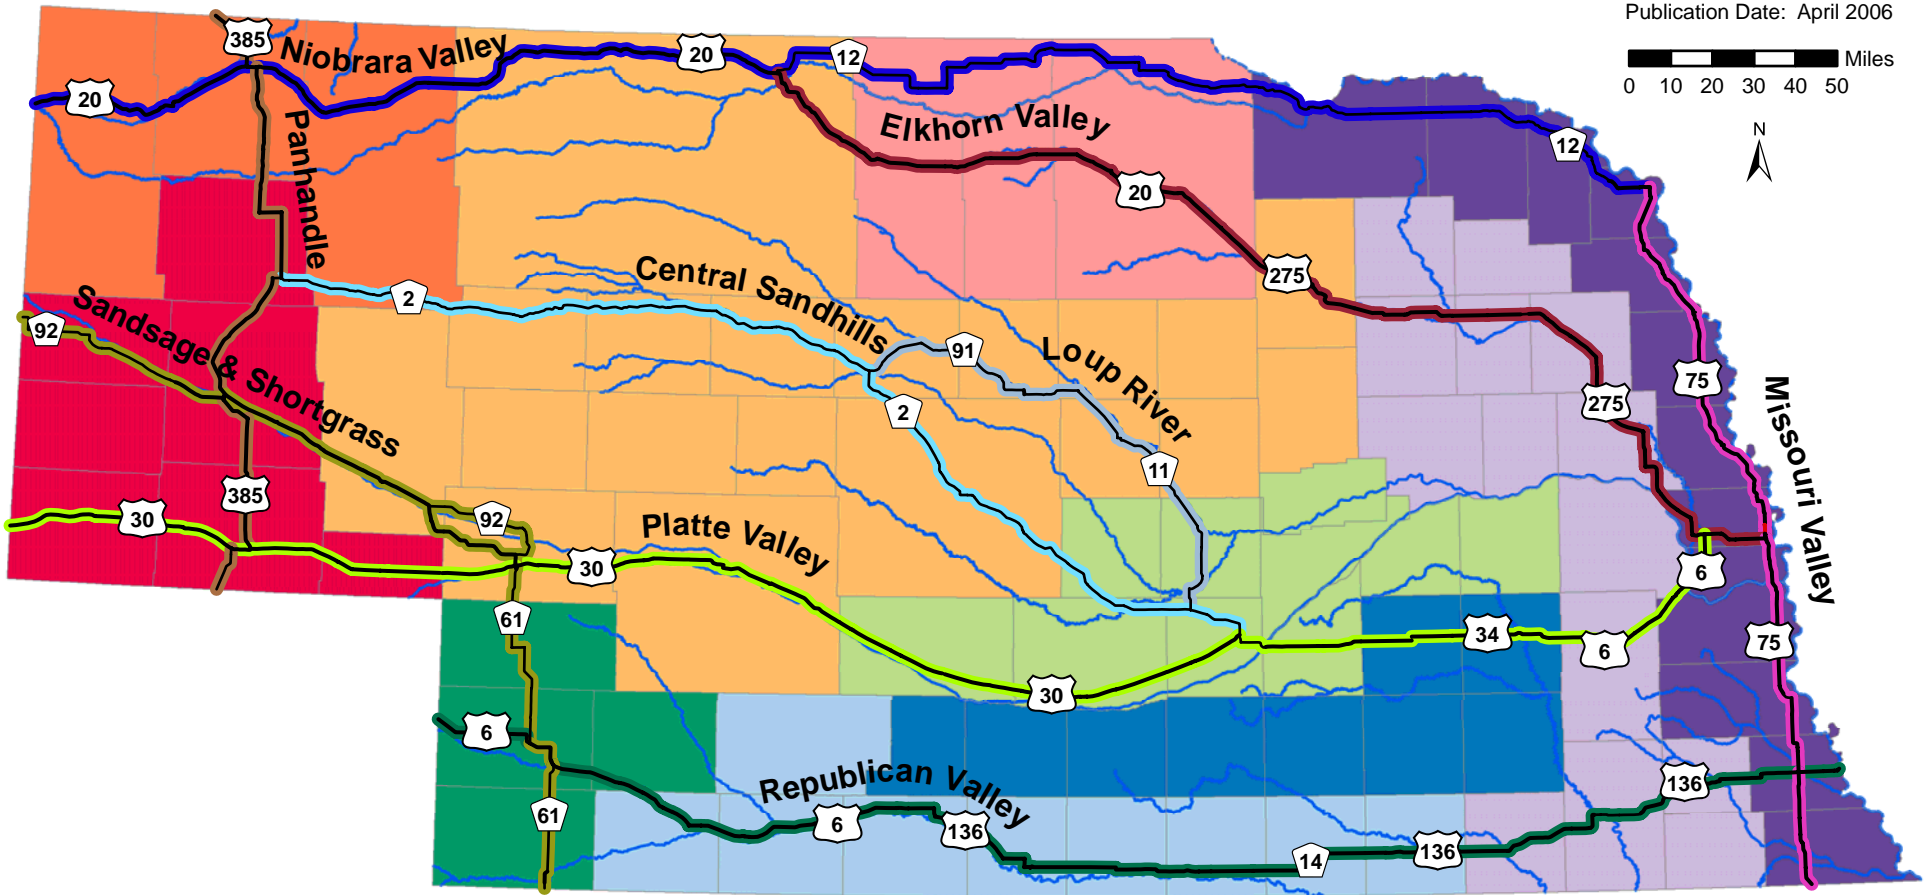 Publication Date: April 2006
Miles
0 10 20 30 40 50
N
385
Niobrara Valley
20
12
20
Panhandle
Elkhorn Valley
12
20
Central Sandhills
275
2
Sandsage & Shortgrass
92
91
Loup River
75
275
Missouri Valley
2
11
385
30
92
Platte Valley
30
6
61
34
6
75
30
6
Republican Valley
136
61
6
136
14
136